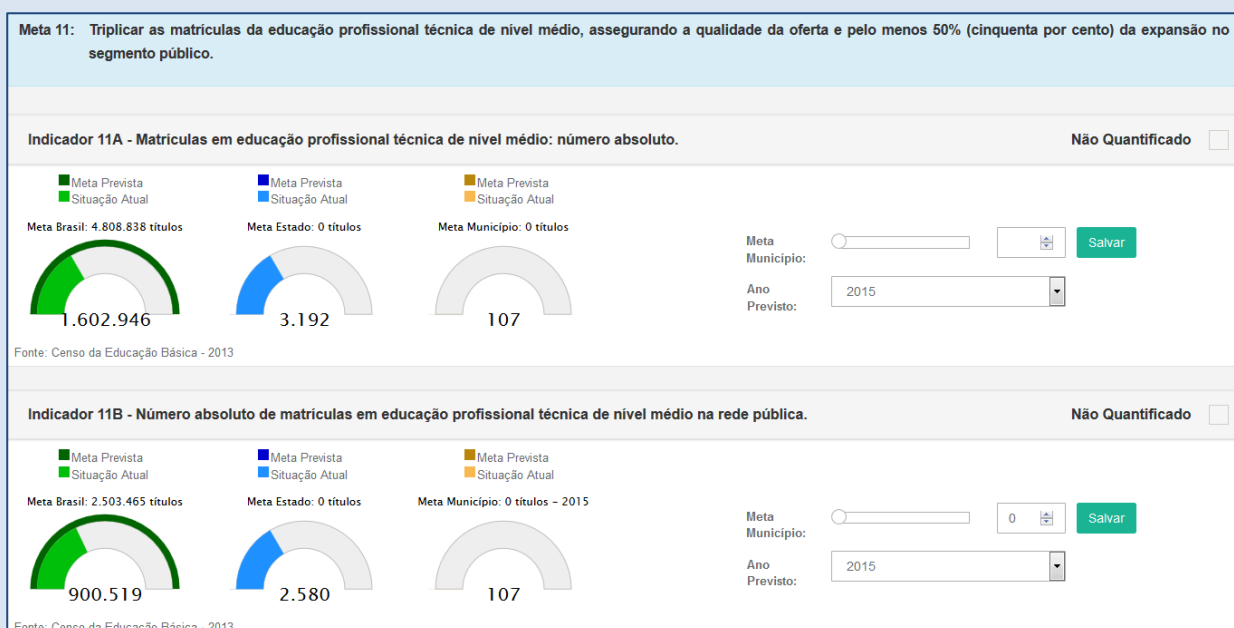 Meta 11: Triplicar as matrículas da educação profissional técnica de nível médio, assegurando a qualidade da oferta e pelo menos 50% (cinquenta por cento) da expansão no
segmento público.
Indicador 11A - Matrículas em educação profissional técnica de nível médio: número absoluto.
Não Quantificado
Meta Prevista
Situação Atual
Meta Prevista
Situação Atual
Meta Prevista
Situação Atual
Meta Brasil: 4.808.838 títulos
Meta Estado: 0 títulos
Meta Município: 0 títulos
1.602.946
3.192
107
Meta
Município:
Salvar
Ano
Previsto:
2015
Fonte: Censo da Educação Básica - 2013
Indicador 11B - Número absoluto de matrículas em educação profissional técnica de nível médio na rede pública.
Não Quantificado
Meta Prevista
Situação Atual
Meta Prevista
Situação Atual
Meta Prevista
Situação Atual
Meta Brasil: 2.503.465 títulos
Meta Estado: 0 títulos
Meta Município: 0 títulos - 2015
900.519
2.580
107
Meta
Município:
0
Salvar
Ano
Previsto:
2015
Fonte: Censo da Educação Básica - 2013